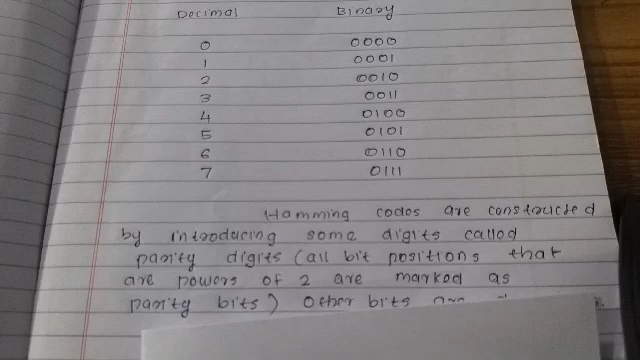 Decimal Binary
0 0000
1 0001
2 0010
3 0011
4 0100
5 0101
6 0110
7 0111
Hamming codes are constructed
by introducing some digits called
parity digits (all bit positions that
are powers of 2 are marked as
parity bits) Other bits are